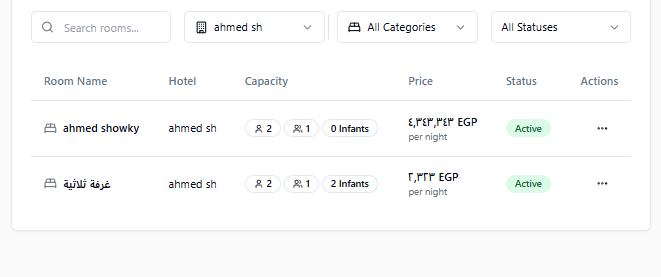 Search rooms... ahmed sh All Categories All Statuses
Room Name Hotel Capacity Price Status Actions
ahmed showky ahmed sh 2 1 0 Infants ٤,٣٤٣,٣٤٣ EGP Active
per night
غرفة ثلاثية ahmed sh 2 1 2 Infants ٢,٣٢٣ EGP Active
per night